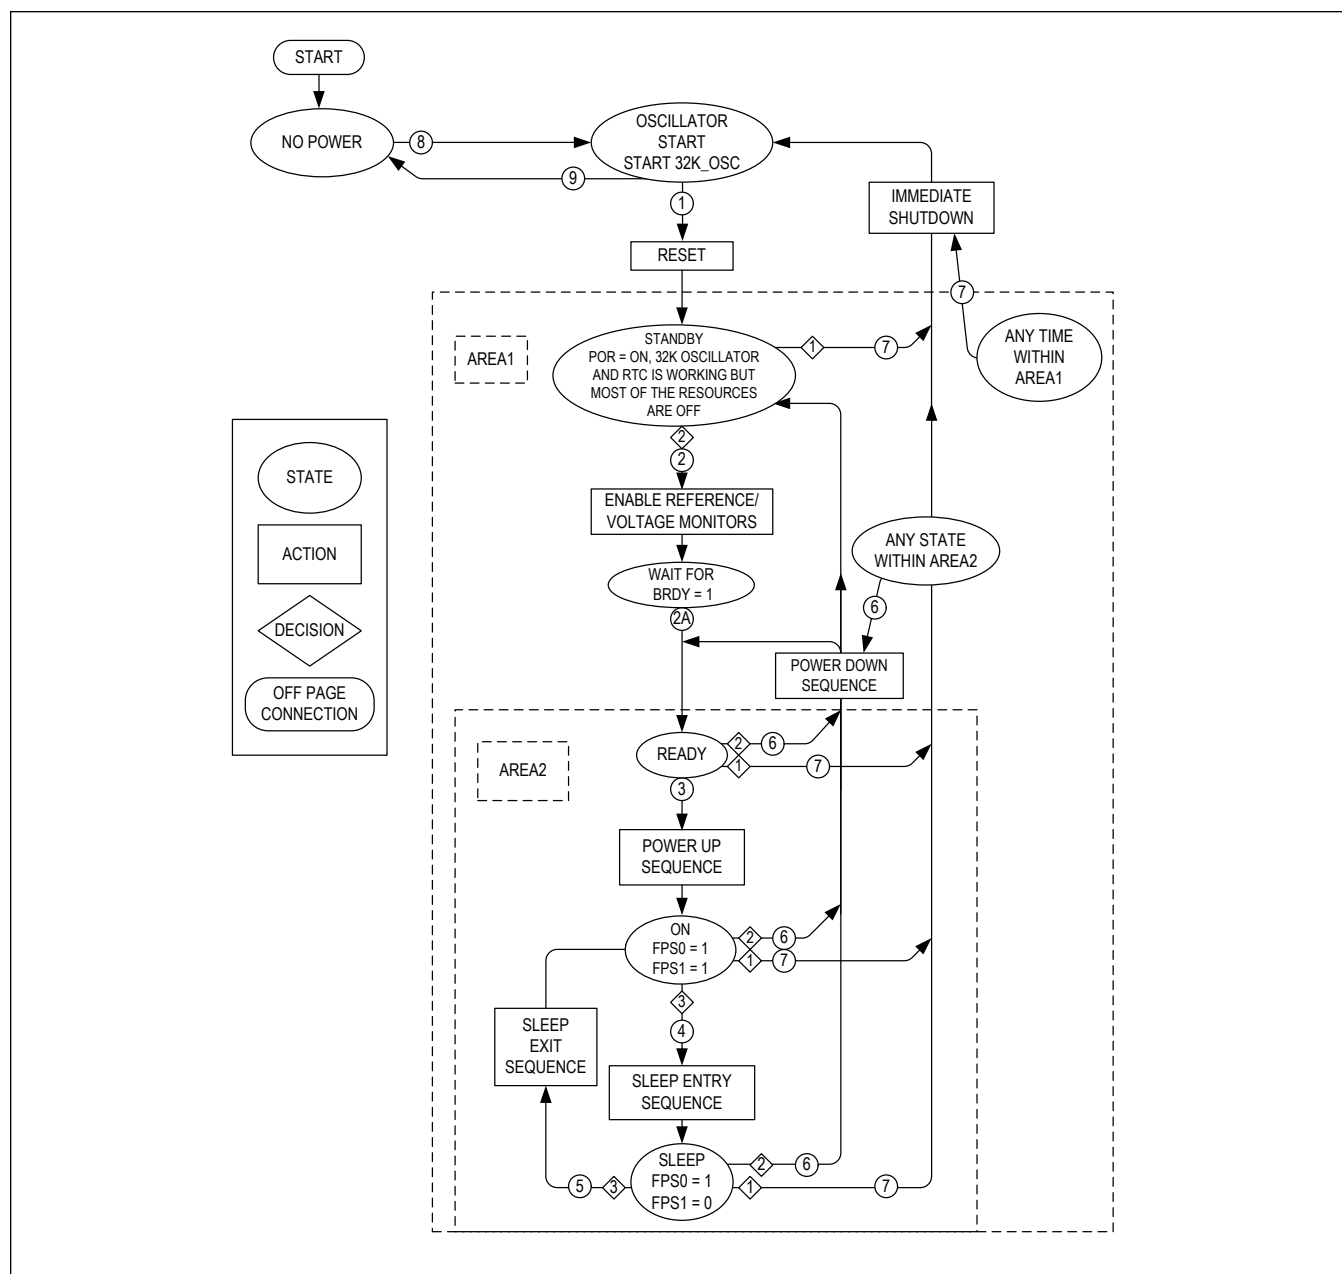 START
NO POWER
8
9
OSCILLATOR
START
START 32K_OSC
1
IMMEDIATE
SHUTDOWN
RESET
7
ANY TIME
WITHIN
AREA1
AREA1
STANDBY
POR = ON, 32K OSCILLATOR
AND RTC IS WORKING BUT
MOST OF THE RESOURCES
ARE OFF
1
7
2
2
ENABLE REFERENCE/
VOLTAGE MONITORS
WAIT FOR
BRDY = 1
2A
ANY STATE
WITHIN AREA2
6
POWER DOWN
SEQUENCE
STATE
ACTION
DECISION
OFF PAGE
CONNECTION
AREA2
READY
2
6
1
7
3
POWER UP
SEQUENCE
ON
FPS0 = 1
FPS1 = 1
2
6
1
7
3
4
SLEEP
EXIT
SEQUENCE
SLEEP ENTRY
SEQUENCE
SLEEP
FPS0 = 1
FPS1 = 0
2
6
1
7
5
3